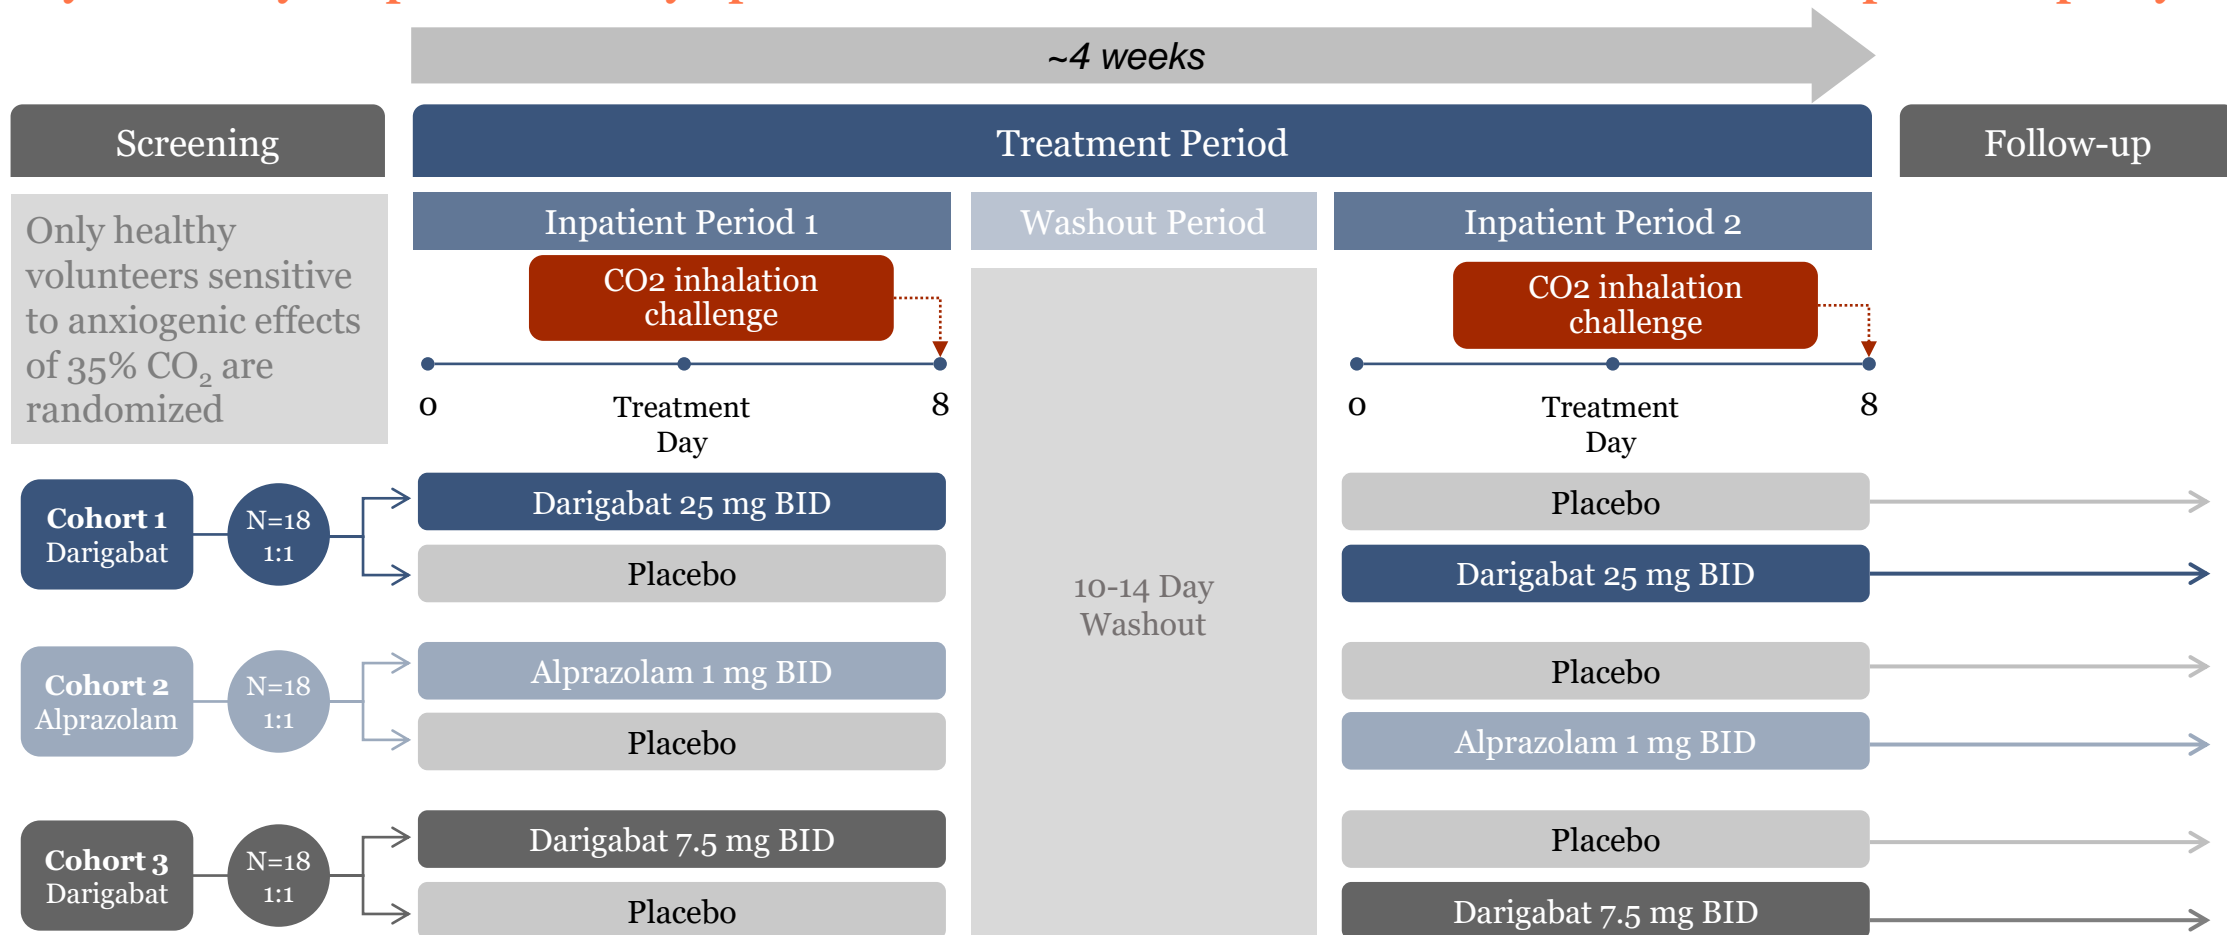 ~4 weeks
Screening
Treatment Period
Follow-up
Only healthy
volunteers sensitive
to anxiogenic effects
of 35% CO₂ are
randomized
Inpatient Period 1
Washout Period
Inpatient Period 2
CO2 inhalation
challenge
CO2 inhalation
challenge
0
Treatment
Day
8
0
Treatment
Day
8
10-14 Day
Washout
Cohort 1
Darigabat
N=18
1:1
Darigabat 25 mg BID
Placebo
Placebo
Darigabat 25 mg BID
Cohort 2
Alprazolam
N=18
1:1
Alprazolam 1 mg BID
Placebo
Placebo
Alprazolam 1 mg BID
Cohort 3
Darigabat
N=18
1:1
Darigabat 7.5 mg BID
Placebo
Placebo
Darigabat 7.5 mg BID